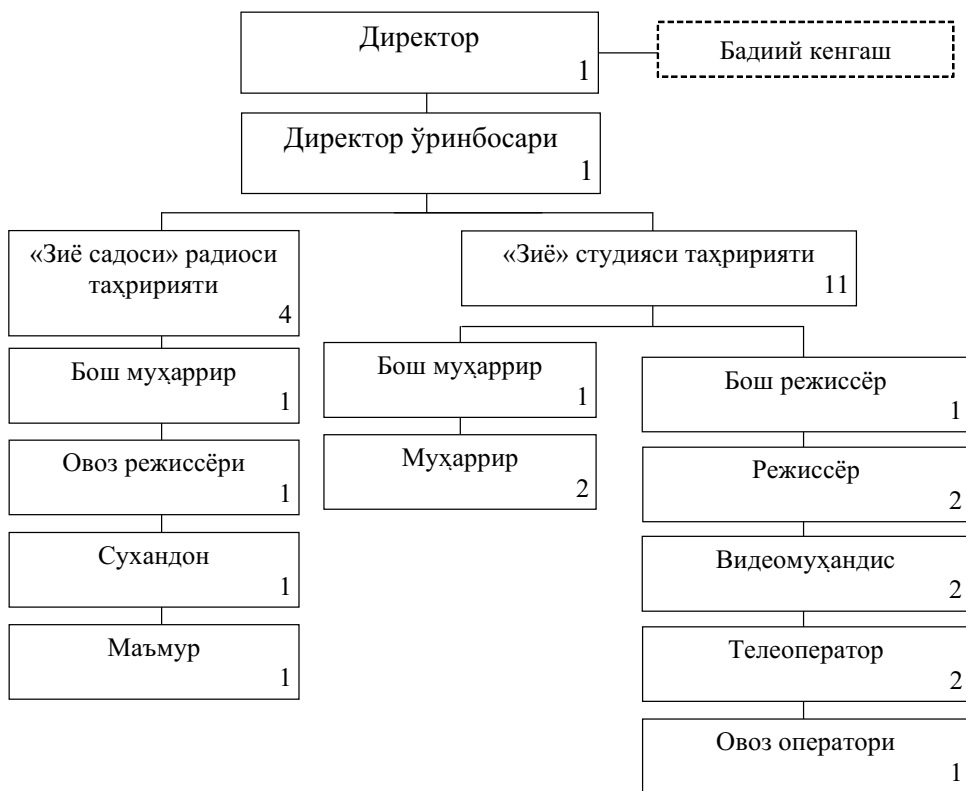 Директор
1
Бадиий кенгаш
Директор ўринбосари
1
«Зиё садоси» радиоси
таҳририяти
4
«Зиё» студияси таҳририяти
11
Бош муҳаррир
1
Овоз режиссёри
1
Сухандон
1
Маъмур
1
Бош муҳаррир
1
Муҳаррир
2
Бош режиссёр
1
Режиссёр
2
Видеомуҳандис
2
Телеоператор
2
Овоз оператори
1